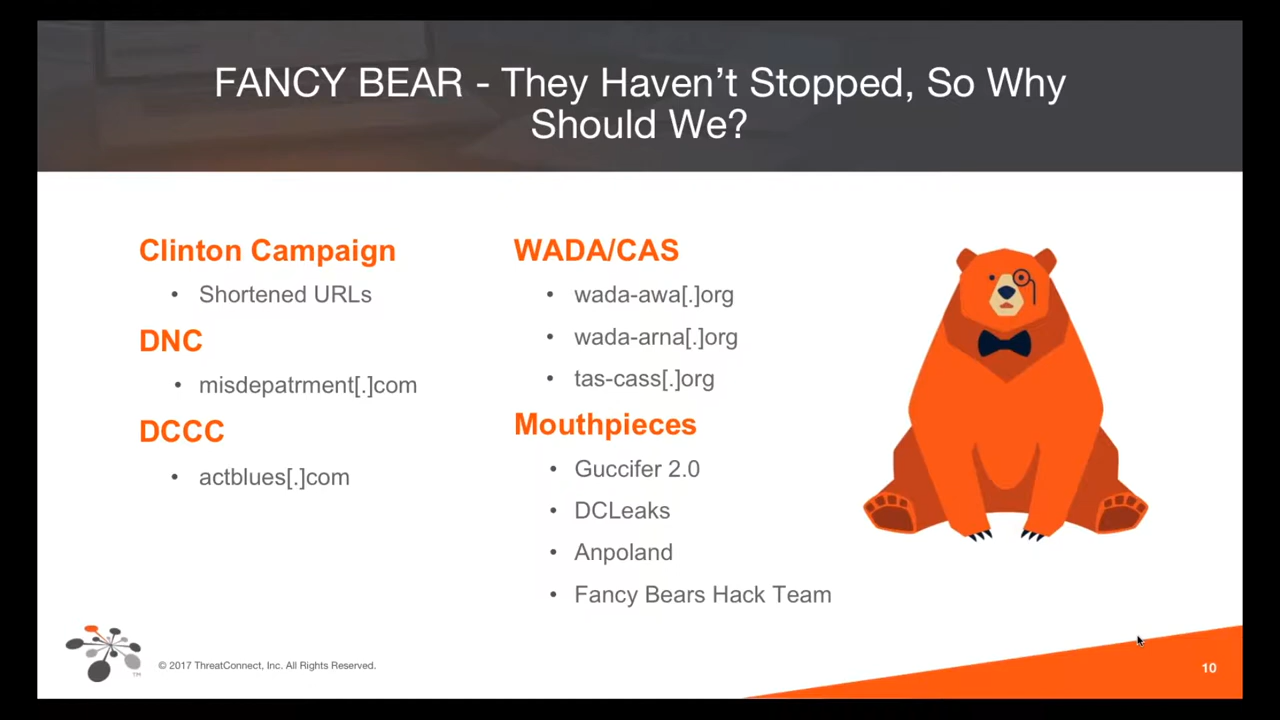 FANCY BEAR - They Haven’t Stopped, So Why
Should We?
Clinton Campaign
• Shortened URLs
DNC
• misdepatrment[.]com
DCCC
• actblues[.]com
WADA/CAS
• wada-awa[.]org
• wada-arna[.]org
• tas-cass[.]org
Mouthpieces
• Guccifer 2.0
• DCLeaks
• Anpoland
• Fancy Bears Hack Team
TM
© 2017 ThreatConnect, Inc. All Rights Reserved.
10